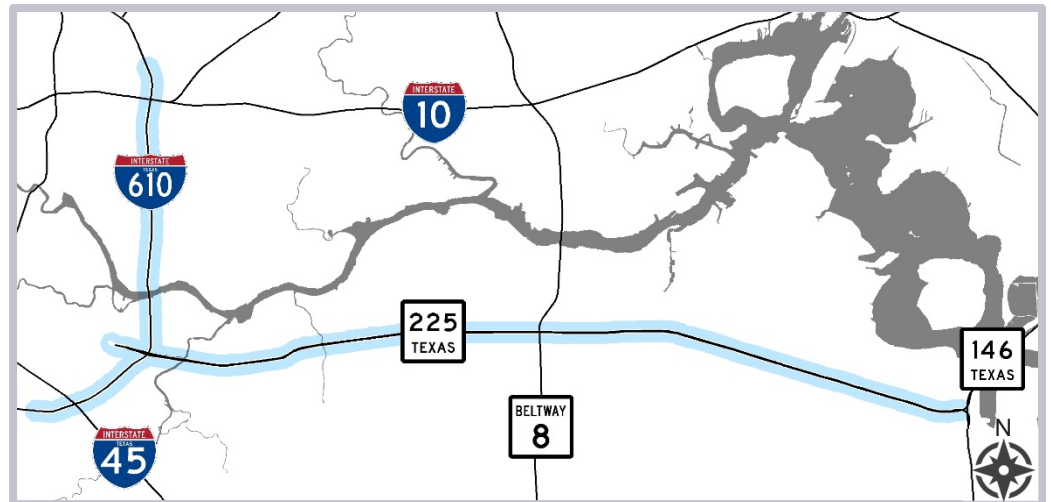 INTERSTATE
10
INTERSTATE
TEXAS
610
225
TEXAS
146
TEXAS
BELTWAY
8
INTERSTATE
TEXAS
45
N